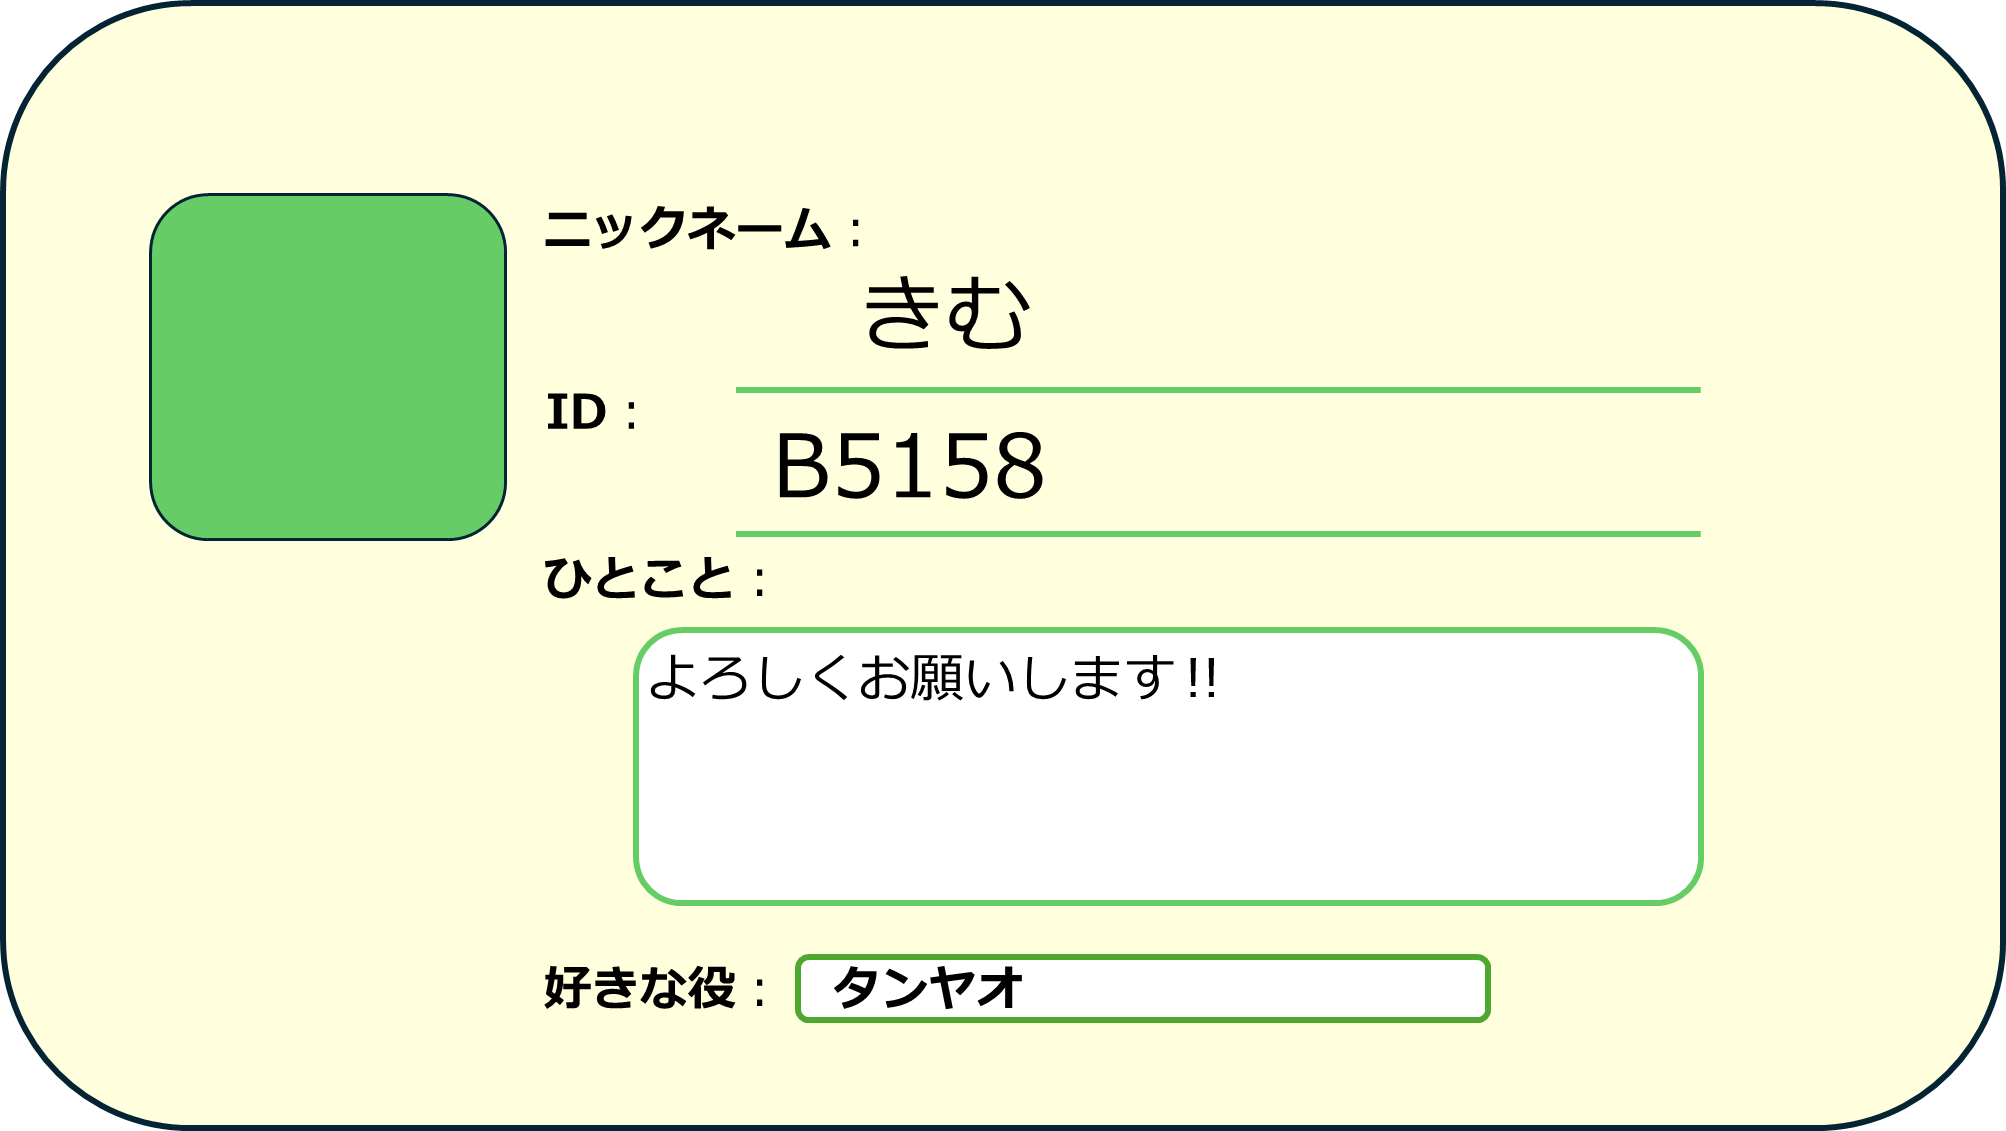 ニックネーム：
きむ
ID：
B5158
ひとこと：
よろしくお願いします!!
好きな役： タンヤオ